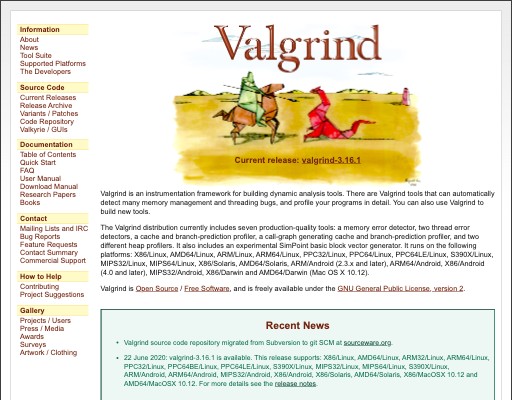 Information
About
News
Tool Suite
Supported Platforms
The Developers
Source Code
Current Releases
Release Archive
Variants / Patches
Code Repository
Valkyrie / GUIs
Documentation
Table of Contents
Quick Start
FAQ
User Manual
Download Manual
Research Papers
Books
Contact
Mailing Lists and IRC
Bug Reports
Feature Requests
Contact Summary
Commercial Support
How to Help
Contributing
Project Suggestions
Gallery
Projects / Users
Press / Media
Awards
Surveys
Artwork / Clothing
Valgrind
Current release: valgrind-3.16.1
Valgrind is an instrumentation framework for building dynamic analysis tools. There are Valgrind tools that can automatically
detect many memory management and threading bugs, and profile your programs in detail. You can also use Valgrind to
build new tools.
The Valgrind distribution currently includes seven production-quality tools: a memory error detector, two thread error
detectors, a cache and branch-prediction profiler, a call-graph generating cache and branch-prediction profiler, and two
different heap profilers. It also includes an experimental SimPoint basic block vector generator. It runs on the following
platforms: X86/Linux, AMD64/Linux, ARM/Linux, ARM64/Linux, PPC32/Linux, PPC64/Linux, PPC64LE/Linux, S390X/Linux,
MIPS32/Linux, MIPS64/Linux, X86/Solaris, AMD64/Solaris, ARM/Android (2.3.x and later), ARM64/Android, X86/Android
(4.0 and later), MIPS32/Android, X86/Darwin and AMD64/Darwin (Mac OS X 10.12).
Valgrind is Open Source / Free Software, and is freely available under the GNU General Public License, version 2.
Recent News
Valgrind source code repository migrated from Subversion to git SCM at sourceware.org.
22 June 2020: valgrind-3.16.1 is available. This release supports: X86/Linux, AMD64/Linux, ARM32/Linux, ARM64/Linux,
PPC32/Linux, PPC64BE/Linux, PPC64LE/Linux, S390X/Linux, MIPS32/Linux, MIPS64/Linux, S390X/Linux,
ARM/Android, ARM64/Android, MIPS32/Android, X86/Android, X86/Solaris, AMD64/Solaris, X86/MacOSX 10.12 and
AMD64/MacOSX 10.12. For more details see the release notes.